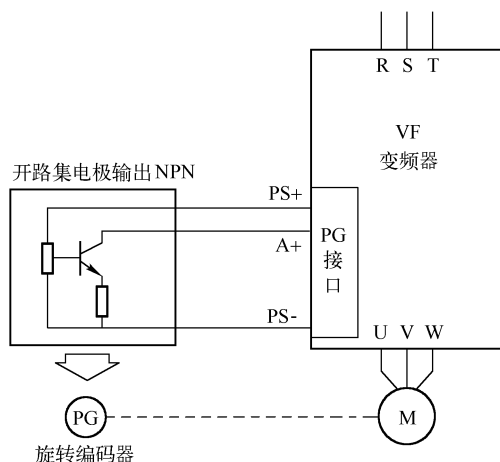 R S T
VF
变频器
开路集电极输出NPN
PS+
A+
PG
接
口
PS-
U V W
PG
M
旋转编码器